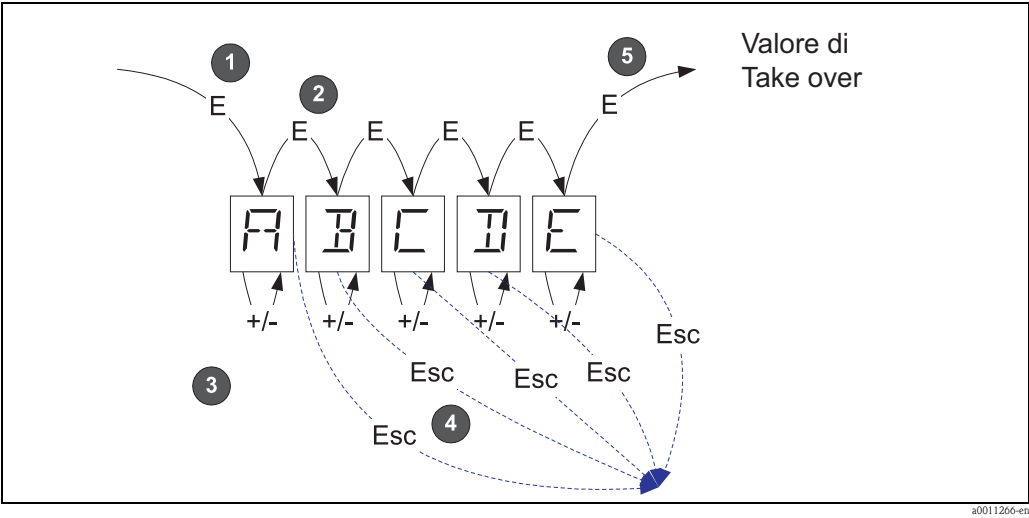 1
5
Valore di
Take over
2
E
E
E
E
E
E
A
B
C
D
E
+/-
+/-
+/-
+/-
+/-
Esc
Esc
Esc
Esc
3
4
Esc
a0011266-en